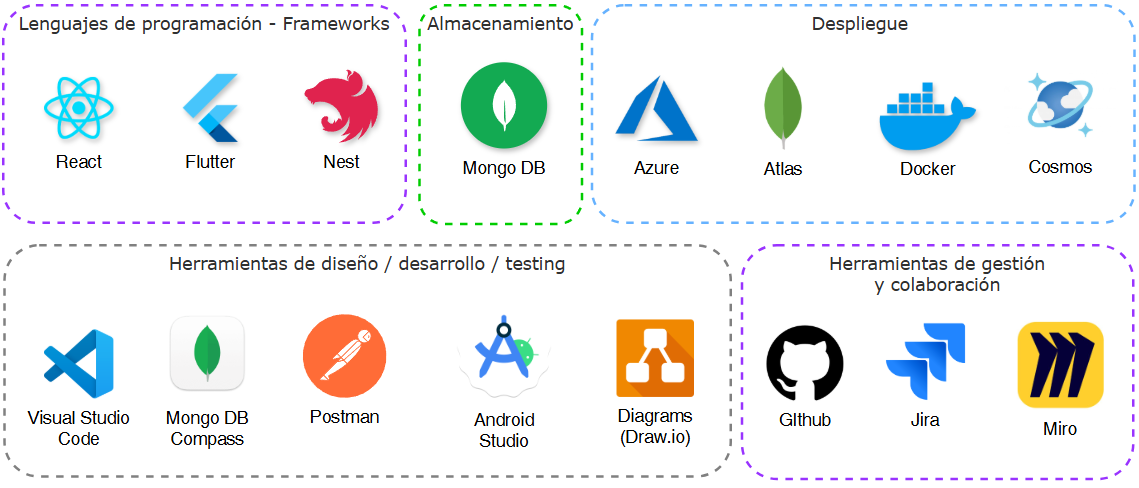 Lenguajes de programación - Frameworks
React
Flutter
Nest
Almacenamiento
Mongo DB
Despliegue
Azure
Atlas
Docker
Cosmos
Herramientas de diseño / desarrollo / testing
Visual Studio
Code
Mongo DB
Compass
Postman
Android
Studio
Diagrams
(Draw.io)
Herramientas de gestión
y colaboración
GIthub
Jira
Miro